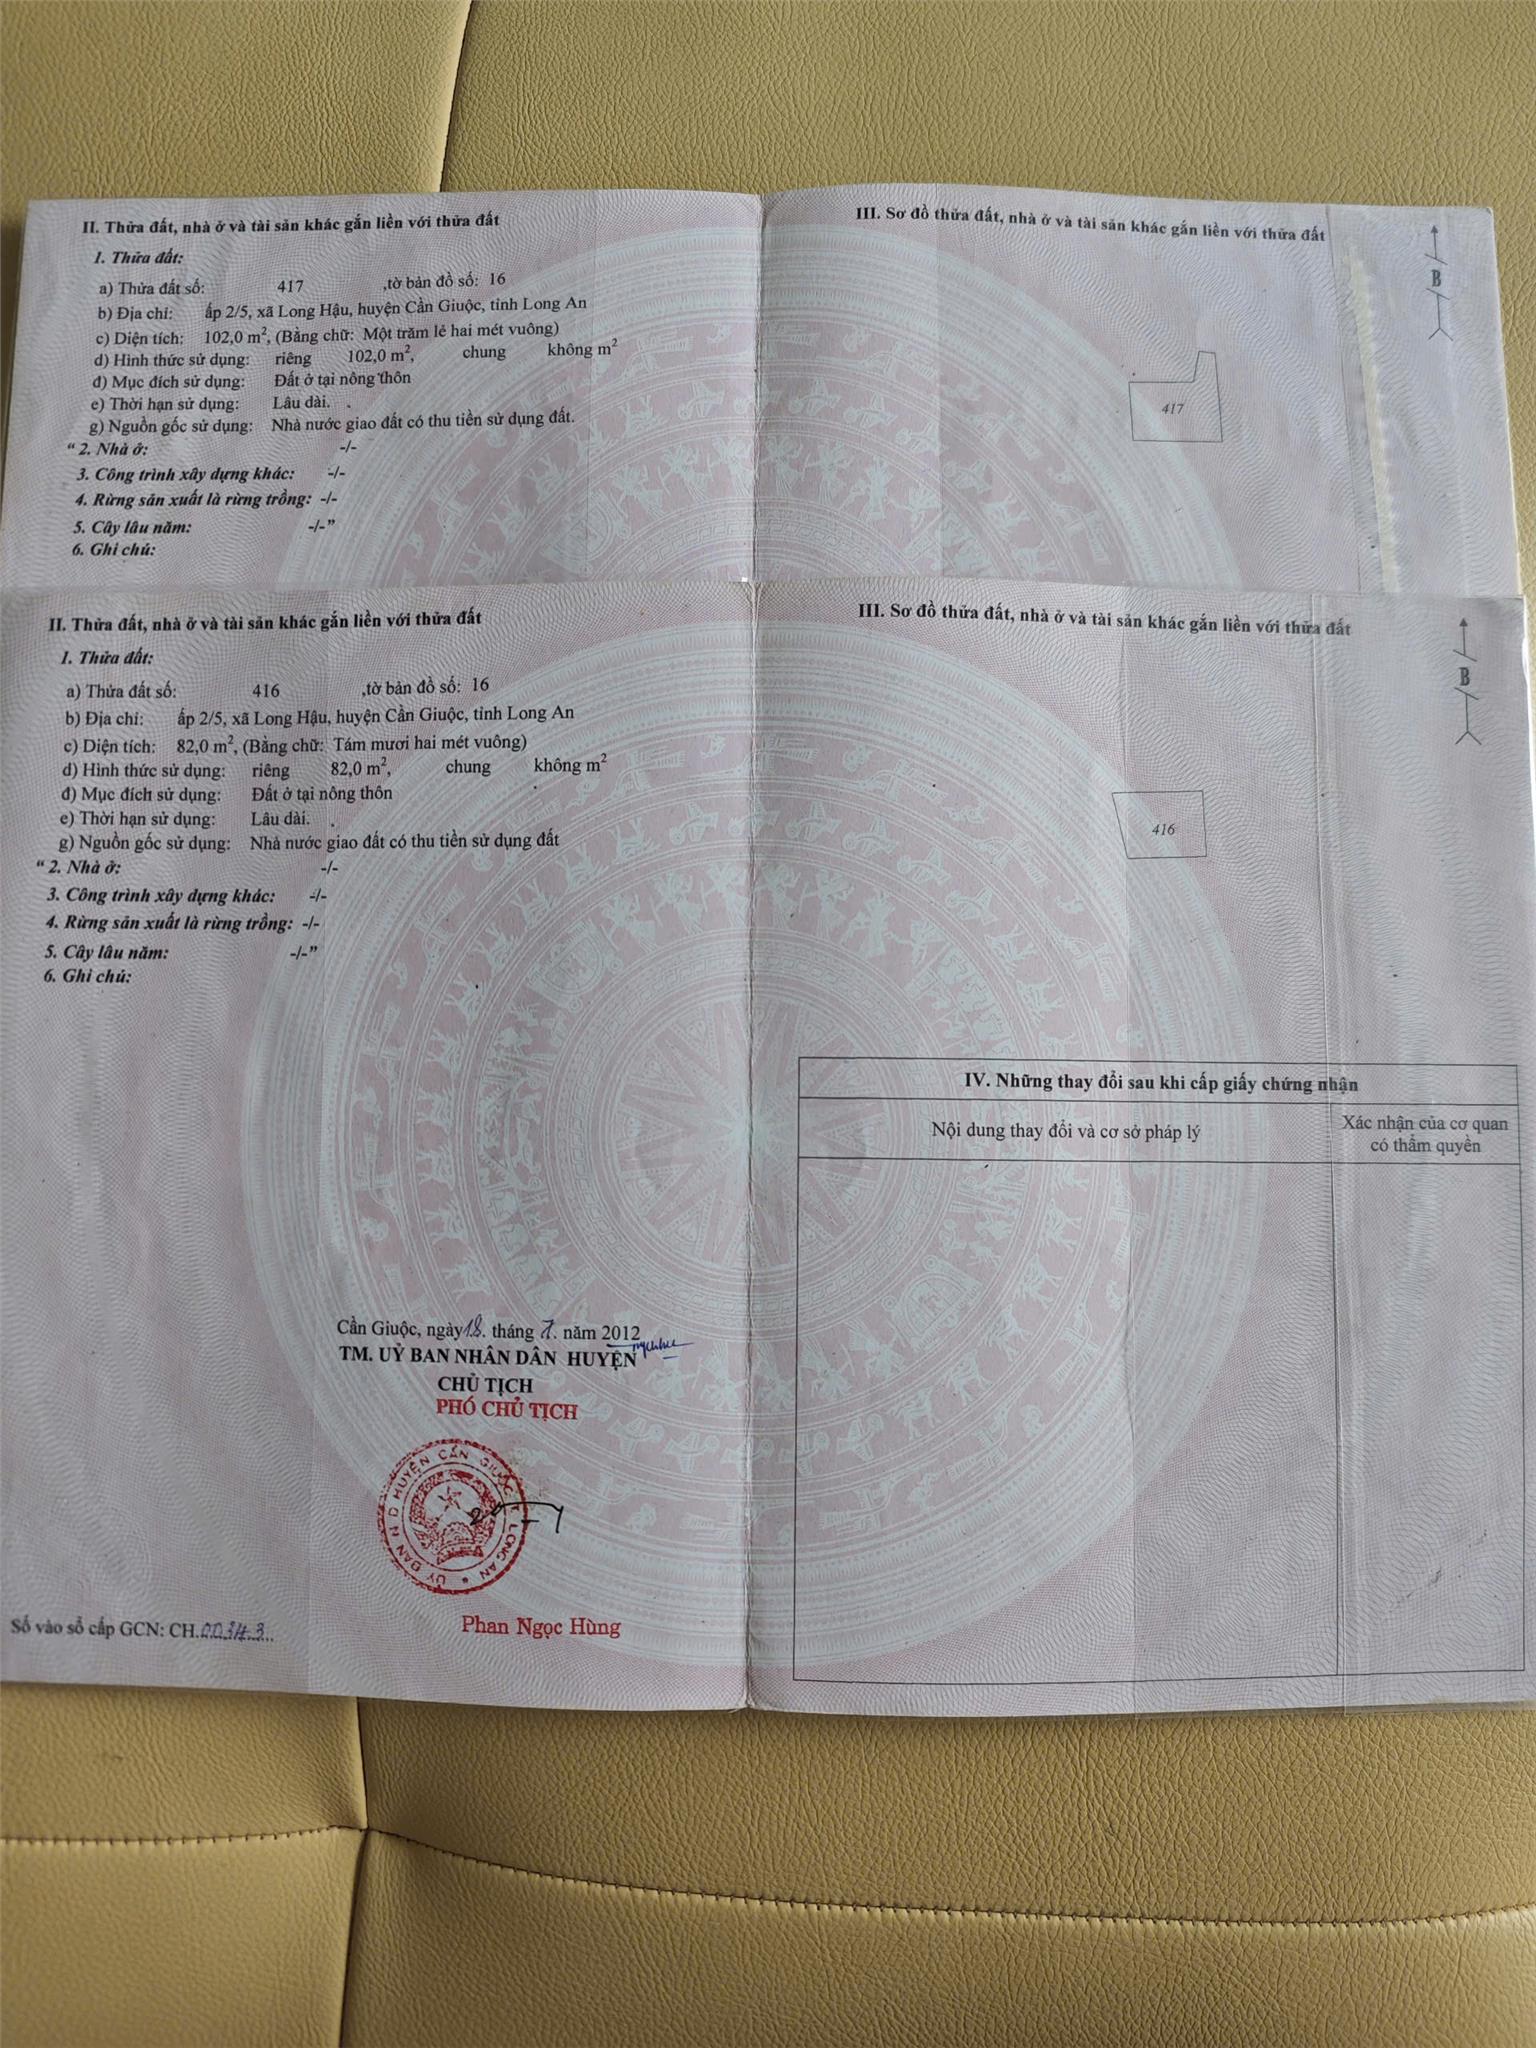 II. Thửa đất, nhà ở và tài sản khác gắn liền với thửa đất
1. Thửa đất:
a) Thửa đất số: 417 ,tờ bản đồ số: 16
b) Địa chỉ: ấp 2/5, xã Long Hậu, huyện Cần Giuộc, tỉnh Long An
c) Diện tích: 102,0 m², (Bằng chữ: Một trăm lẻ hai mét vuông)
d) Hình thức sử dụng: riêng 102,0 m², chung không m²
đ) Mục đích sử dụng: Đất ở tại nông thôn
e) Thời hạn sử dụng: Lâu dài.
g) Nguồn gốc sử dụng: Nhà nước giao đất có thu tiền sử dụng đất.
“ 2. Nhà ở: -/-
3. Công trình xây dựng khác: -/-
4. Rừng sản xuất là rừng trồng: -/-
5. Cây lâu năm: -/-”
6. Ghi chú:
III. Sơ đồ thửa đất, nhà ở và tài sản khác gắn liền với thửa đất
B
417
II. Thửa đất, nhà ở và tài sản khác gắn liền với thửa đất
1. Thửa đất:
a) Thửa đất số: 416 ,tờ bản đồ số: 16
b) Địa chỉ: ấp 2/5, xã Long Hậu, huyện Cần Giuộc, tỉnh Long An
c) Diện tích: 82,0 m², (Bằng chữ: Tám mươi hai mét vuông)
d) Hình thức sử dụng: riêng 82,0 m², chung không m²
đ) Mục đích sử dụng: Đất ở tại nông thôn
e) Thời hạn sử dụng: Lâu dài.
g) Nguồn gốc sử dụng: Nhà nước giao đất có thu tiền sử dụng đất
“ 2. Nhà ở: -/-
3. Công trình xây dựng khác: -/-
4. Rừng sản xuất là rừng trồng: -/-
5. Cây lâu năm: -/-”
6. Ghi chú:
Cần Giuộc, ngày 18. tháng 7. năm 2012
TM. UỶ BAN NHÂN DÂN HUYỆN
CHỦ TỊCH
PHÓ CHỦ TỊCH
ỦY BAN N D HUYỆN CẦN GIUỘC T LONG AN
Phan Ngọc Hùng
Số vào sổ cấp GCN: CH.00343...
III. Sơ đồ thửa đất, nhà ở và tài sản khác gắn liền với thửa đất
B
416
IV. Những thay đổi sau khi cấp giấy chứng nhận
Nội dung thay đổi và cơ sở pháp lý
Xác nhận của cơ quan
có thẩm quyền